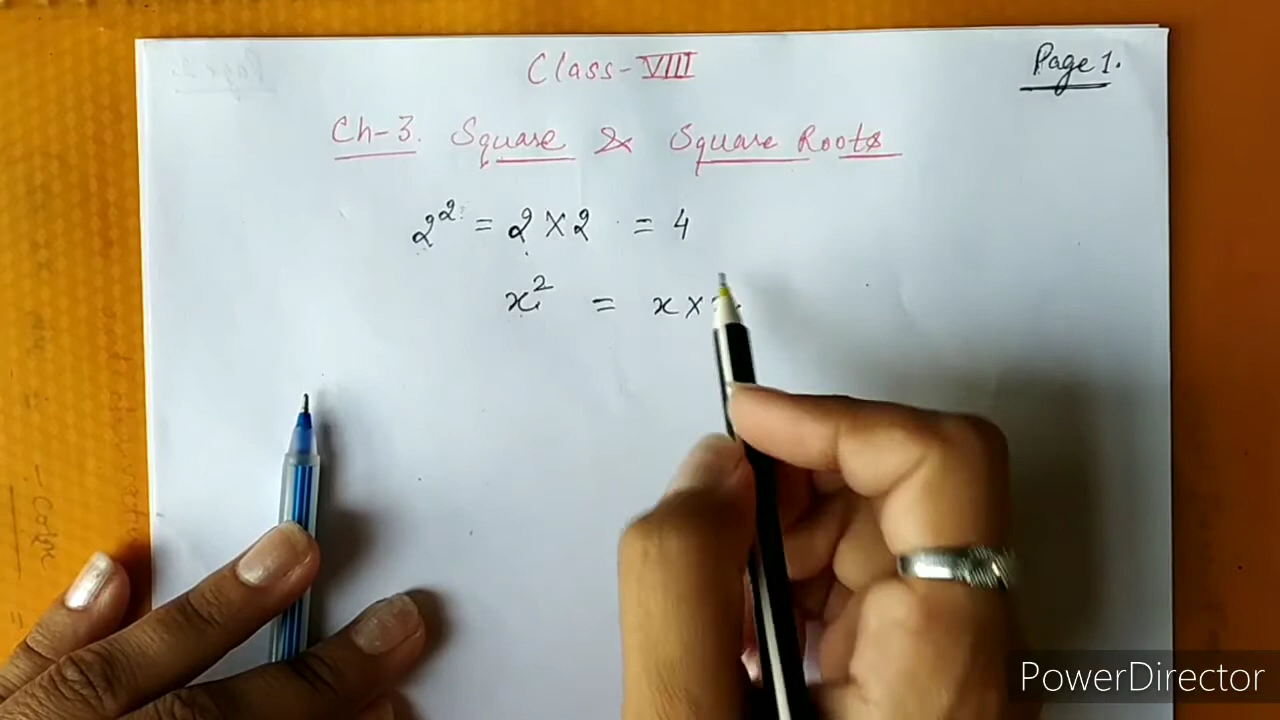 Class-VIII
Page 1.
Ch-3. Square & Square Roots
2² = 2 × 2 = 4
x² = x ×
PowerDirector